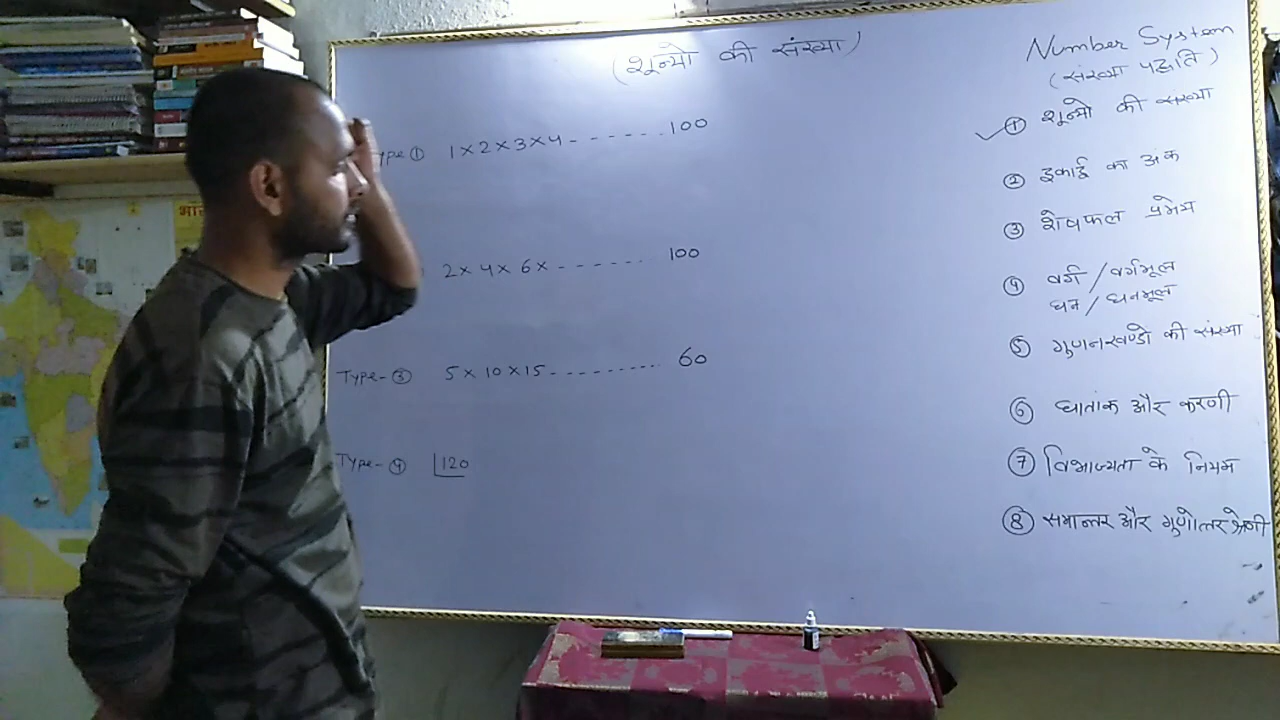 (शून्यो की संख्या)
Type ① 1×2×3×4 - - - - - - 100
2×4×6× - - - - - - - 100
Type-③ 5×10×15 - - - - - - - - - 60
Type-④ |120
Number System
(संख्या पद्धति)
① शून्यो की संख्या
② इकाई का अंक
③ शेषफल प्रमेय
④ वर्ग/वर्गमूल
घन/घनमूल
⑤ गुणनखण्डो की संख्या
⑥ घातांक और करणी
⑦ विभाज्यता के नियम
⑧ समान्तर और गुणोत्तर श्रेणी